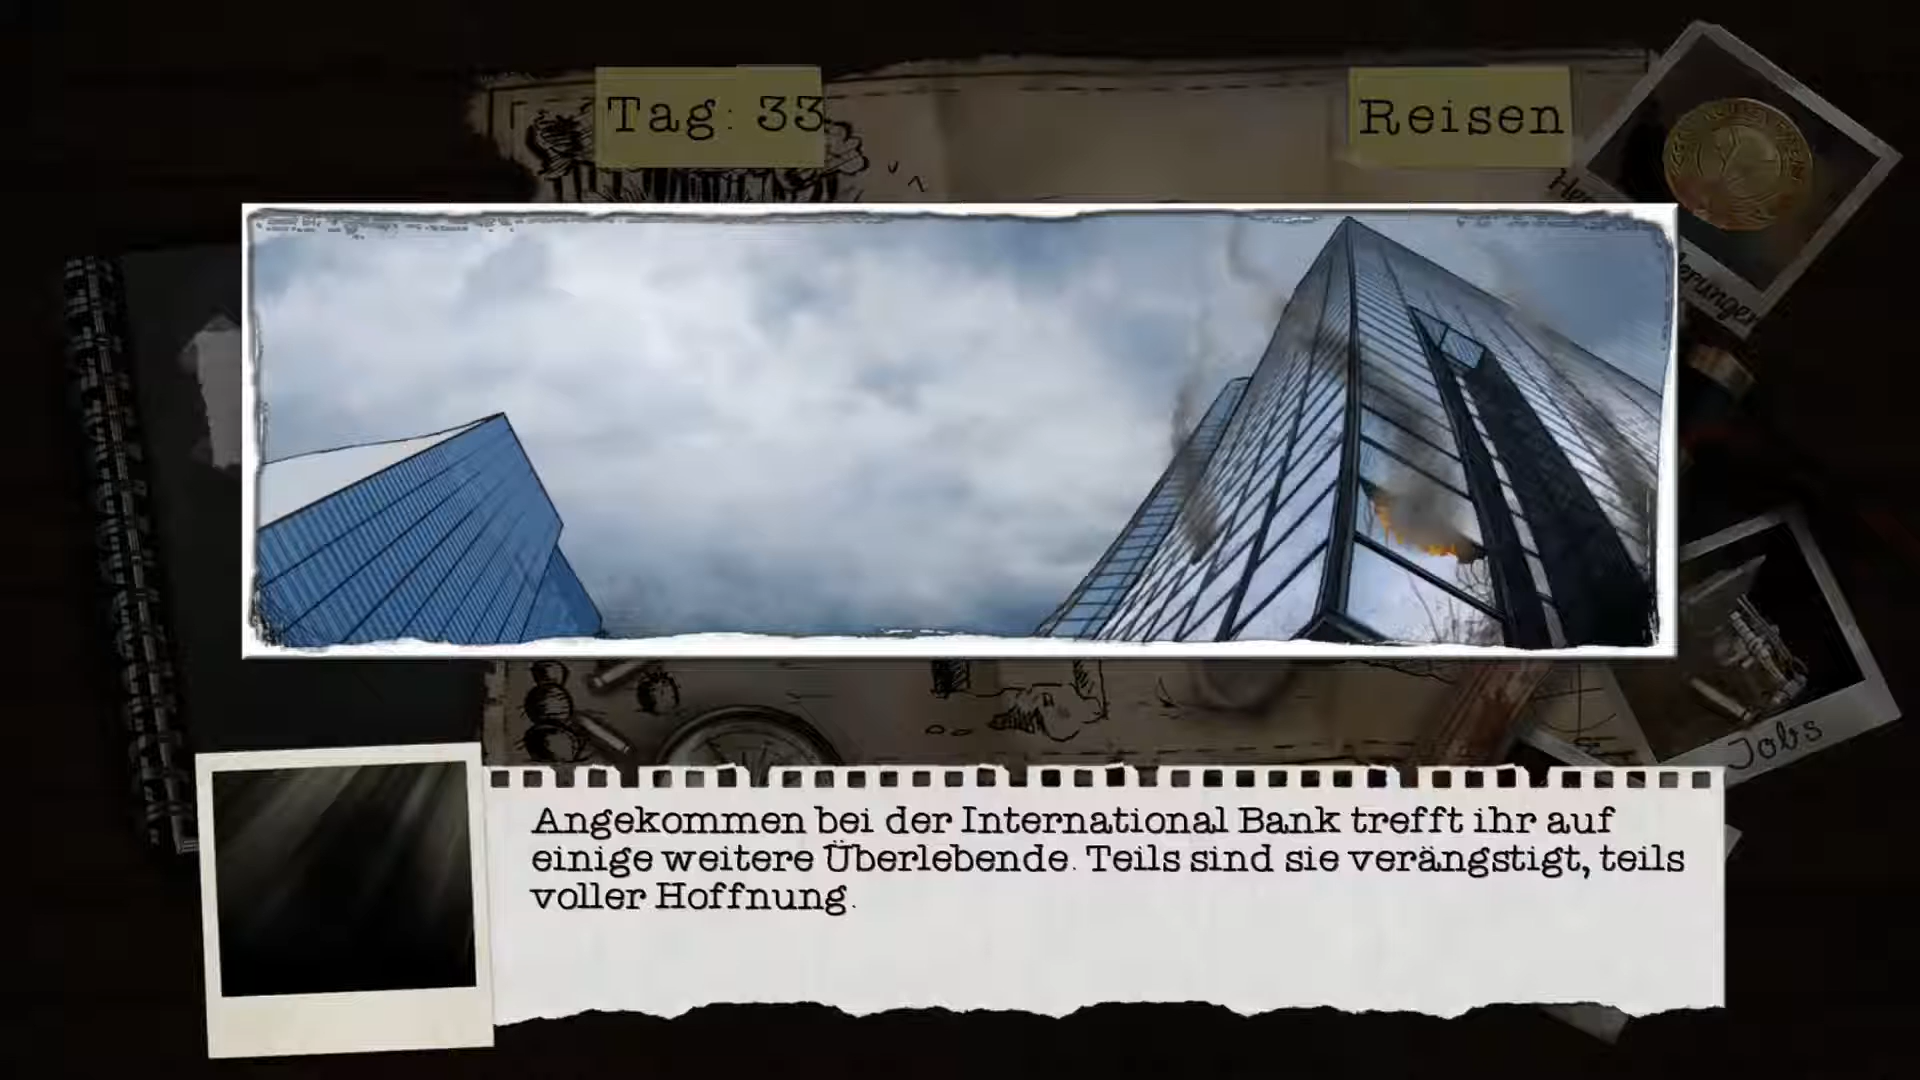 Tag: 33
Reisen
Angekommen bei der International Bank trefft ihr auf
einige weitere Überlebende. Teils sind sie verängstigt, teils
voller Hoffnung.
Jobs